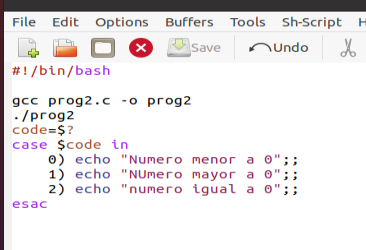 File Edit Options Buffers Tools Sh-Script H
Save Undo
#!/bin/bash
gcc prog2.c -o prog2
./prog2
code=$?
case $code in
    0) echo "NUmero menor a 0";;
    1) echo "NUmero mayor a 0";;
    2) echo "numero igual a 0";;
esac